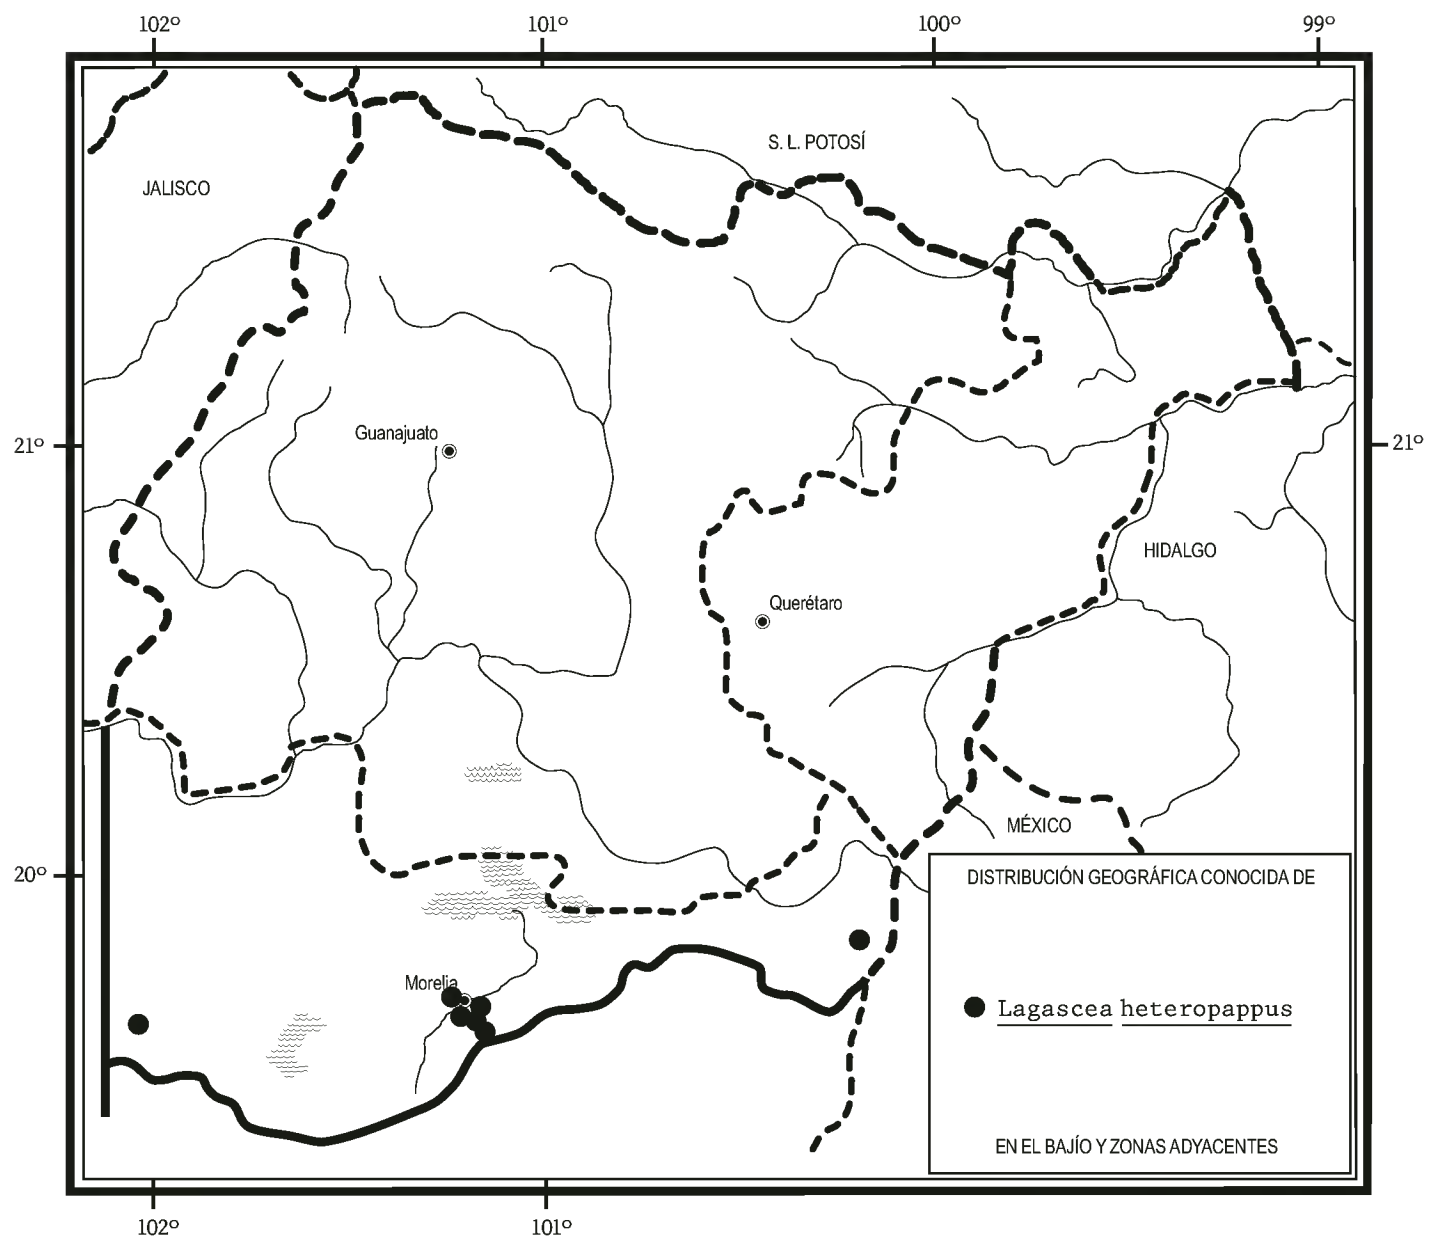 102º 101º 100º 99º
S. L. POTOSÍ
JALISCO
Guanajuato
21º 21º
HIDALGO
Querétaro
MÉXICO
20º
DISTRIBUCIÓN GEOGRÁFICA CONOCIDA DE
Morelia
Lagascea heteropappus
EN EL BAJÍO Y ZONAS ADYACENTES
102º 101º